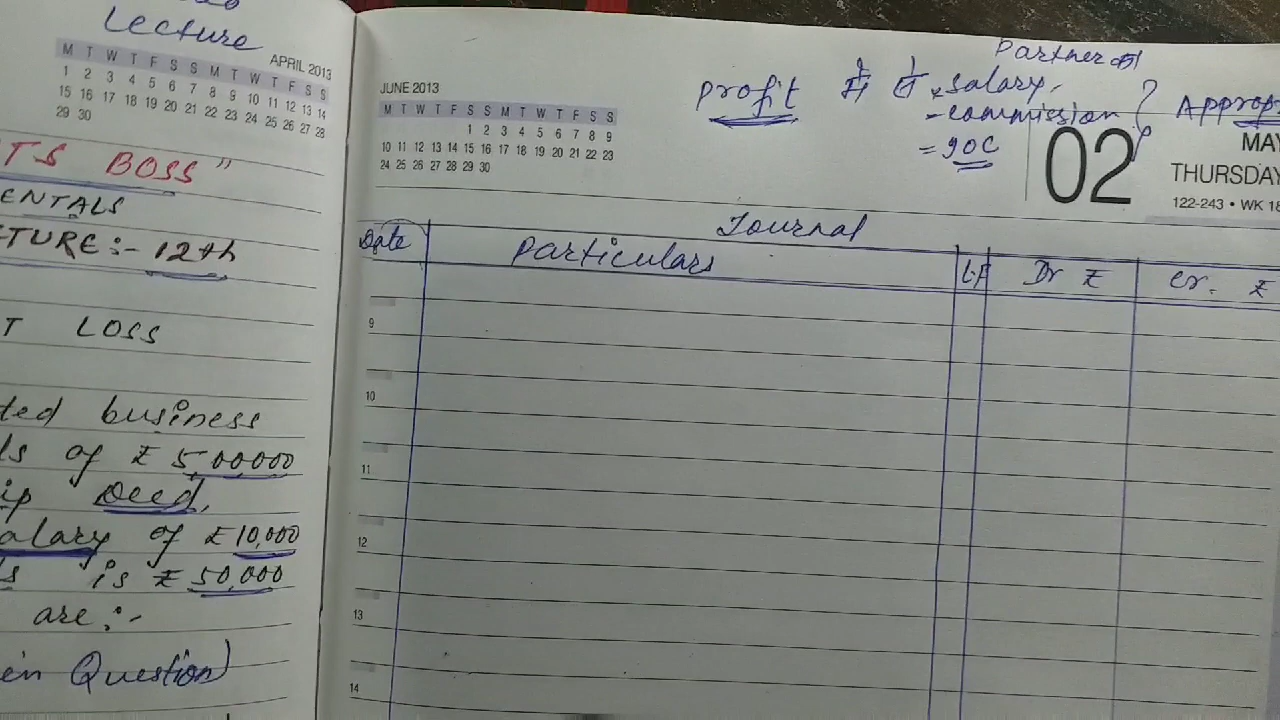 Lecture
APRIL 2013
M T W T F S S M T W T F S S
1 2 3 4 5 6 7 8 9 10 11 12 13 14
15 16 17 18 19 20 21 22 23 24 25 26 27 28
29 30
TS BOSS"
ENTALS
TURE:- 12th
T LOSS
ted business
ls of ₹ 5,00,000
ip Deed,
alary of ₹ 10,000
s is ₹ 50,000
are :-
en Question)
JUNE 2013
M T W T F S S M T W T F S S
1 2 3 4 5 6 7 8 9
10 11 12 13 14 15 16 17 18 19 20 21 22 23
24 25 26 27 28 29 30
Partner
profit में से salary,
- commission
= IOC
?
Approp
02
MAY
THURSDAY
122-243 • WK 18
Journal
Date Particulars L.F Dr ₹ Cr. ₹
9
10
11
12
13
14